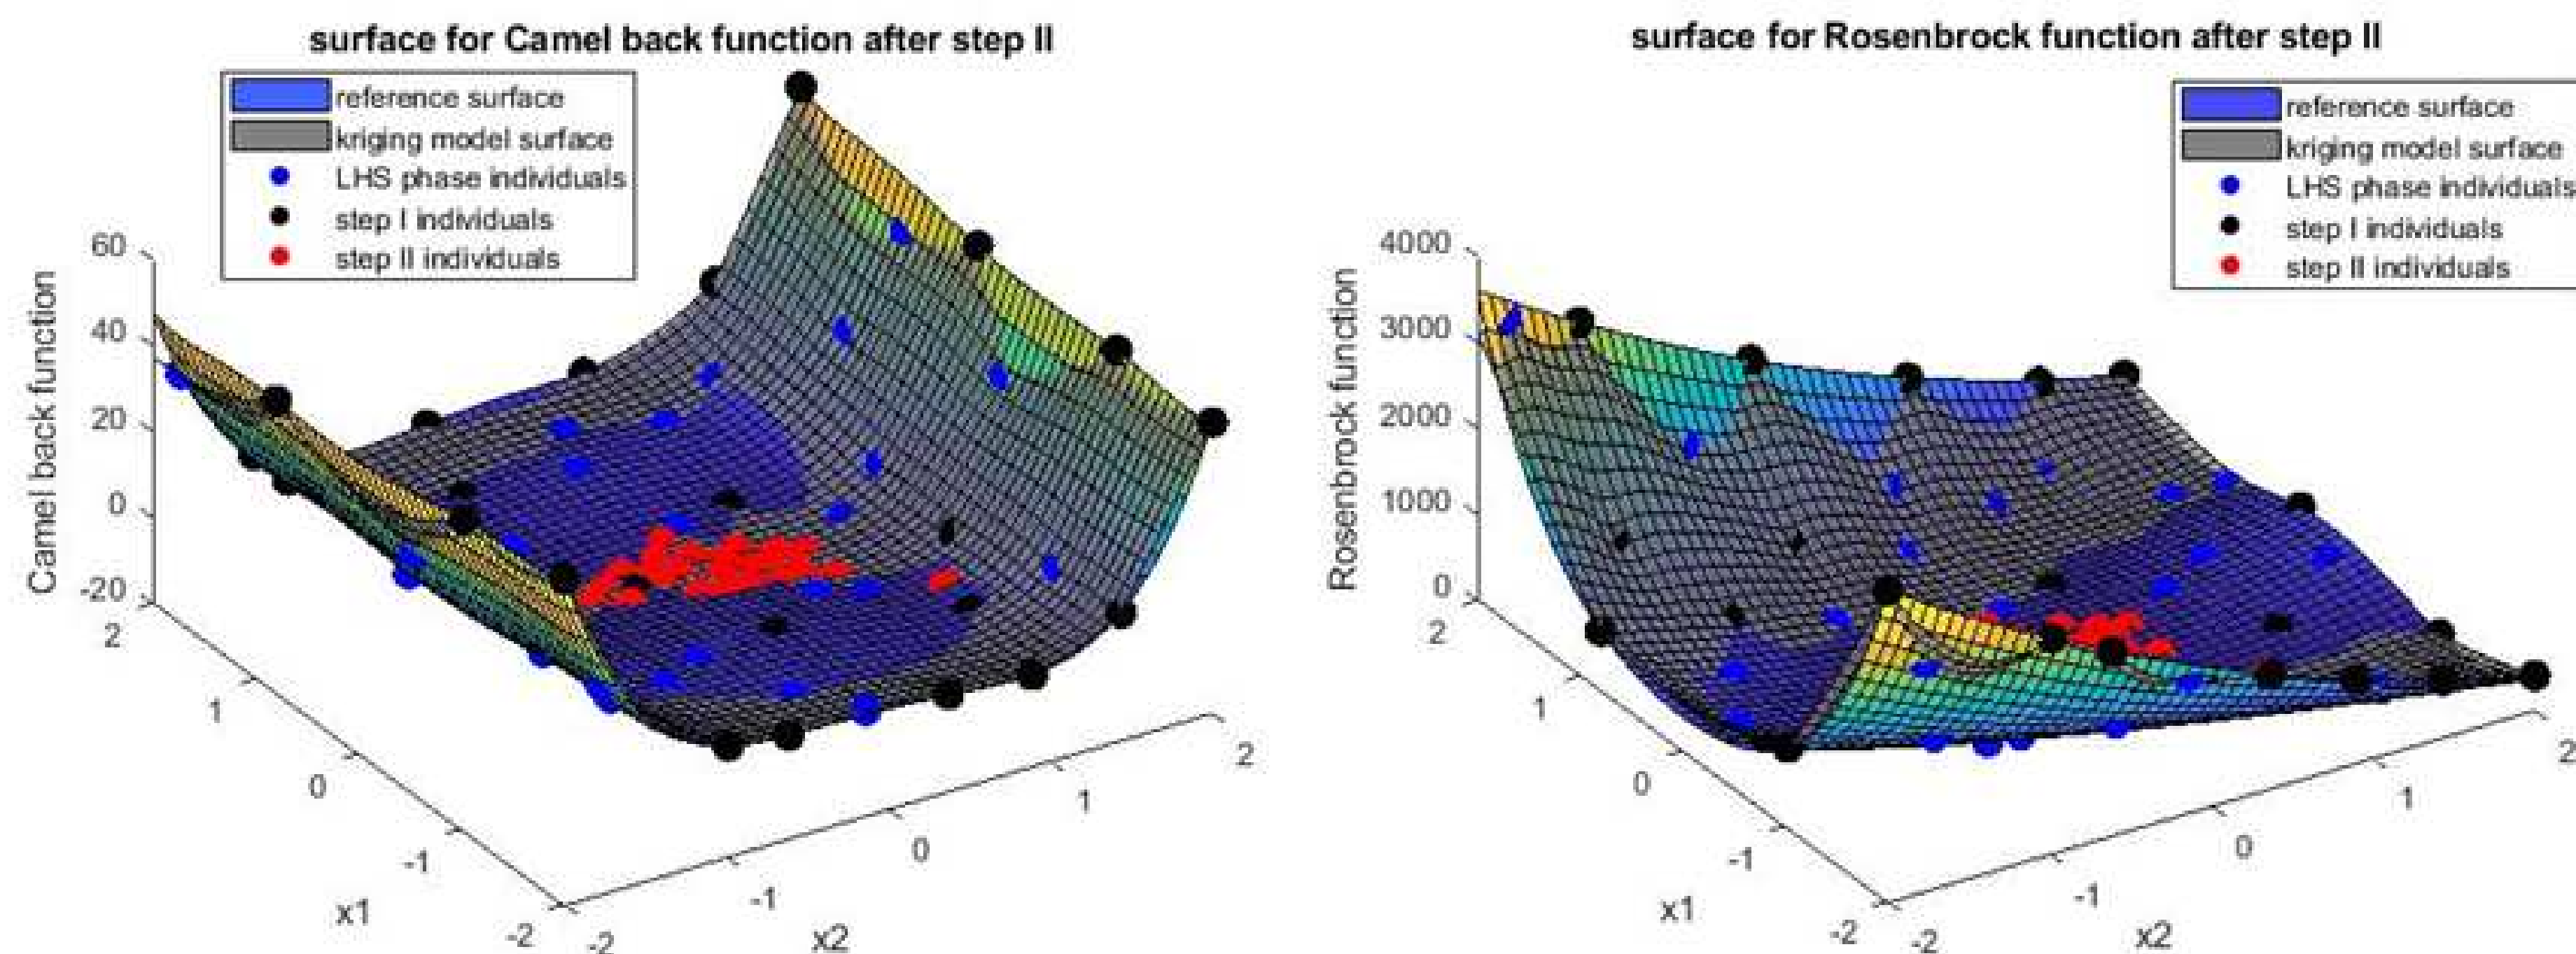 surface for Camel back function after step II
reference surface
kriging model surface
LHS phase individuals
step I individuals
step II individuals
Camel back function
60
40
20
0
-20
2
1
0
-1
-2
x1
-2
-1
0
1
2
x2
surface for Rosenbrock function after step II
reference surface
kriging model surface
LHS phase individuals
step I individuals
step II individuals
Rosenbrock function
4000
3000
2000
1000
0
2
1
0
-1
-2
x1
-2
-1
0
1
2
x2